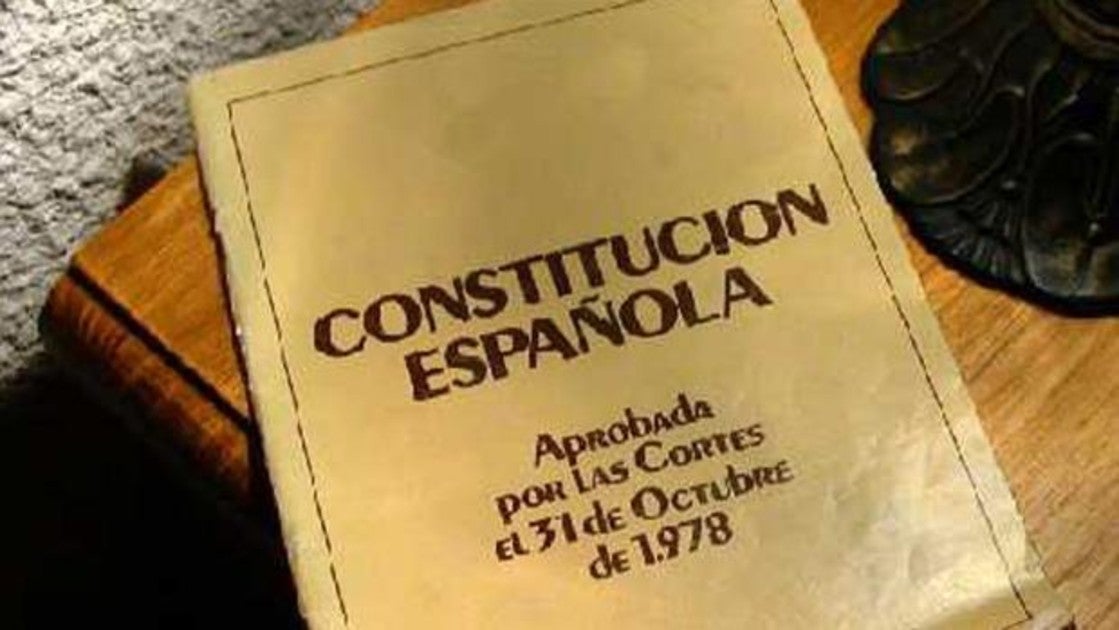 CONSTITUCION
ESPAÑOLA
Aprobada
por las Cortes
el 31 de Octubre
de 1.978